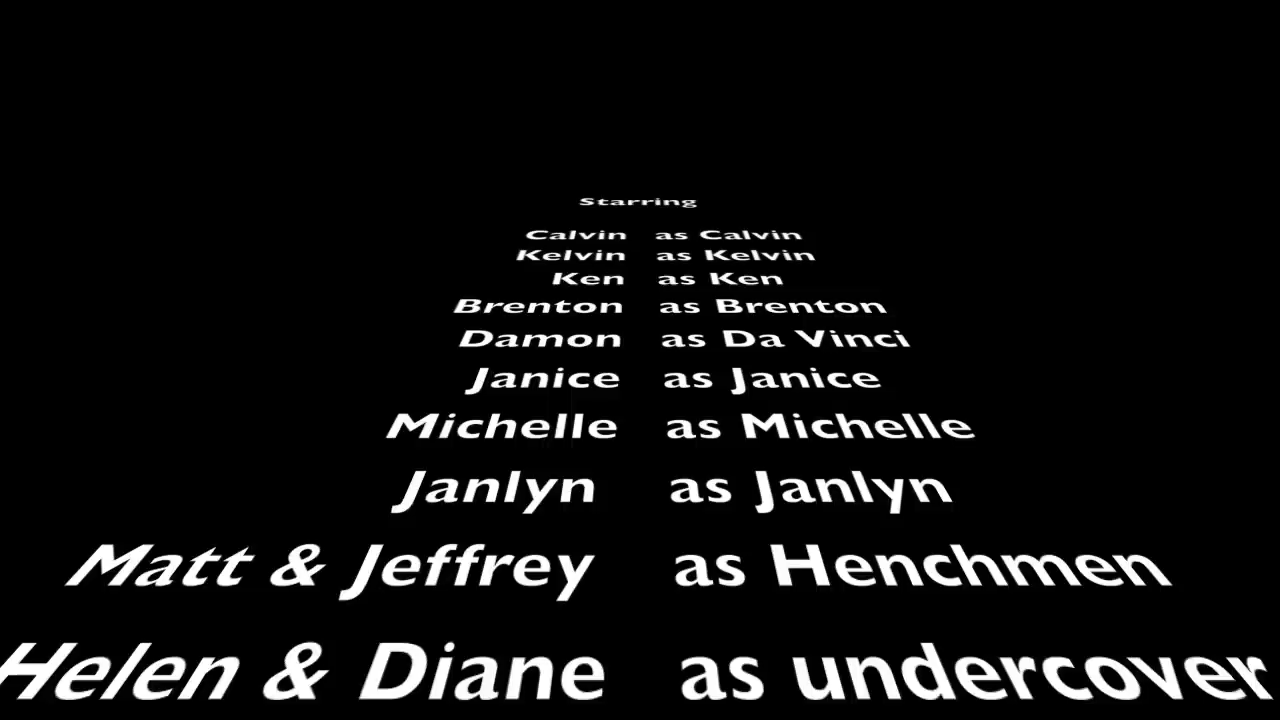 Starring
Calvin as Calvin
Kelvin as Kelvin
Ken as Ken
Brenton as Brenton
Damon as Da Vinci
Janice as Janice
Michelle as Michelle
Janlyn as Janlyn
Matt & Jeffrey as Henchmen
Helen & Diane as undercover